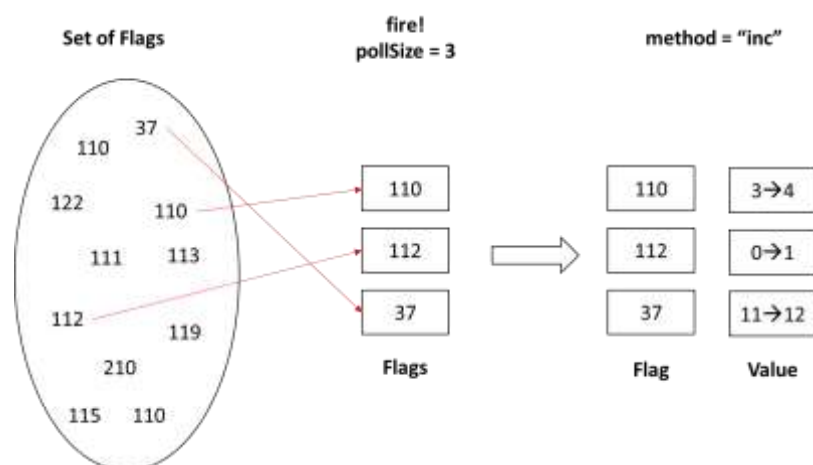 Set of Flags
fire!
pollSize = 3
method = “inc”
37
110
122
110
111
113
112
119
210
115
110
110
112
37
Flags
110
3→4
112
0→1
37
11→12
Flag
Value